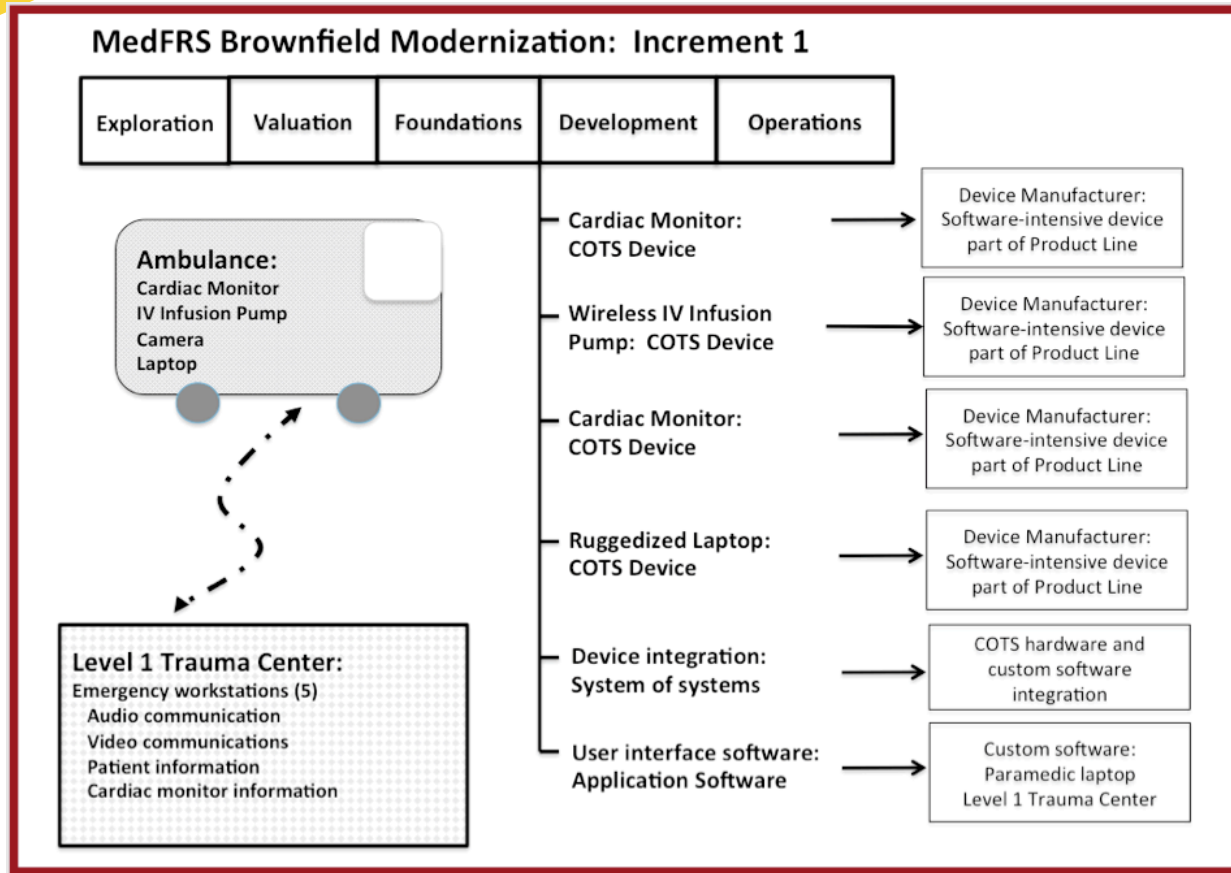 MedFRS Brownfield Modernization: Increment 1
Exploration
Valuation
Foundations
Development
Operations
Ambulance:
Cardiac Monitor
IV Infusion Pump
Camera
Laptop
Level 1 Trauma Center:
Emergency workstations (5)
Audio communication
Video communications
Patient information
Cardiac monitor information
Cardiac Monitor:
COTS Device
Device Manufacturer:
Software-intensive device
part of Product Line
Wireless IV Infusion
Pump: COTS Device
Device Manufacturer:
Software-intensive device
part of Product Line
Cardiac Monitor:
COTS Device
Device Manufacturer:
Software-intensive device
part of Product Line
Ruggedized Laptop:
COTS Device
Device Manufacturer:
Software-intensive device
part of Product Line
Device integration:
System of systems
COTS hardware and
custom software
integration
User interface software:
Application Software
Custom software:
Paramedic laptop
Level 1 Trauma Center